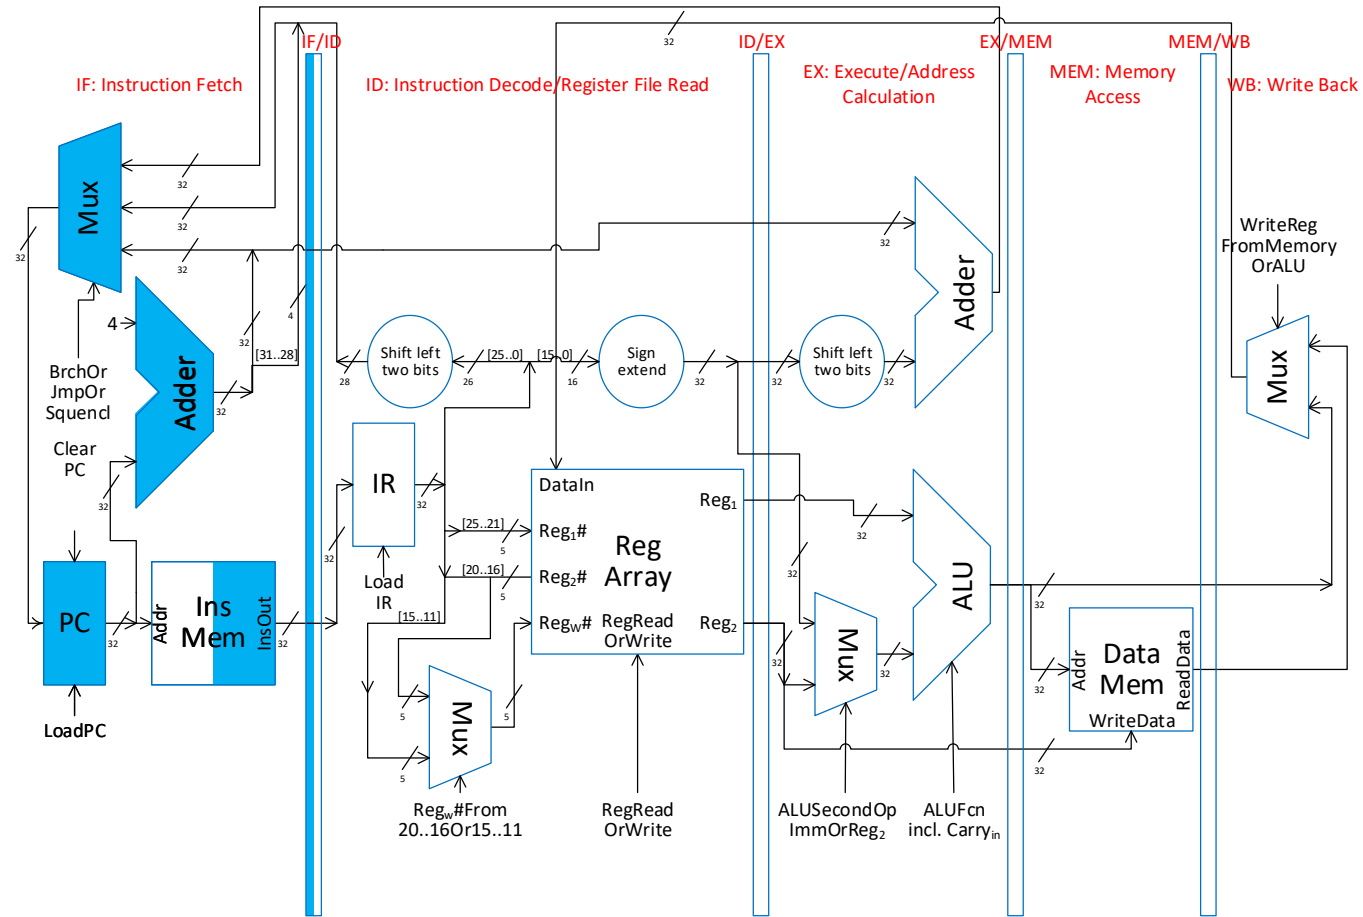 IF/ID
ID/EX
EX/MEM
MEM/WB
IF: Instruction Fetch
ID: Instruction Decode/Register File Read
EX: Execute/Address
Calculation
MEM: Memory
Access
WB: Write Back
32
32
32
32
32
32
4
Mux
BrchOr
JmpOr
Squencl
4
Adder
32
[31..28]
32
28
Shift left
two bits
26
[25..0]
[15..0]
16
Sign
extend
32
32
Shift left
two bits
32
32
Adder
WriteReg
FromMemory
OrALU
Mux
Clear
PC
32
PC
LoadPC
32
Addr
Ins
Mem
InsOut
32
32
IR
32
Load
IR
[25..21]
5
[20..16]
5
[15..11]
5
5
5
Mux
Regw#From
20..16Or15..11
DataIn
Reg1#
Reg2#
Regw#
Reg
Array
RegRead
OrWrite
Reg1
Reg2
RegRead
OrWrite
32
32
32
Mux
32
ALUSecondOp
ImmOrReg2
ALU
ALUFcn
incl. Carryin
32
32
32
Addr
Data
Mem
ReadData
WriteData